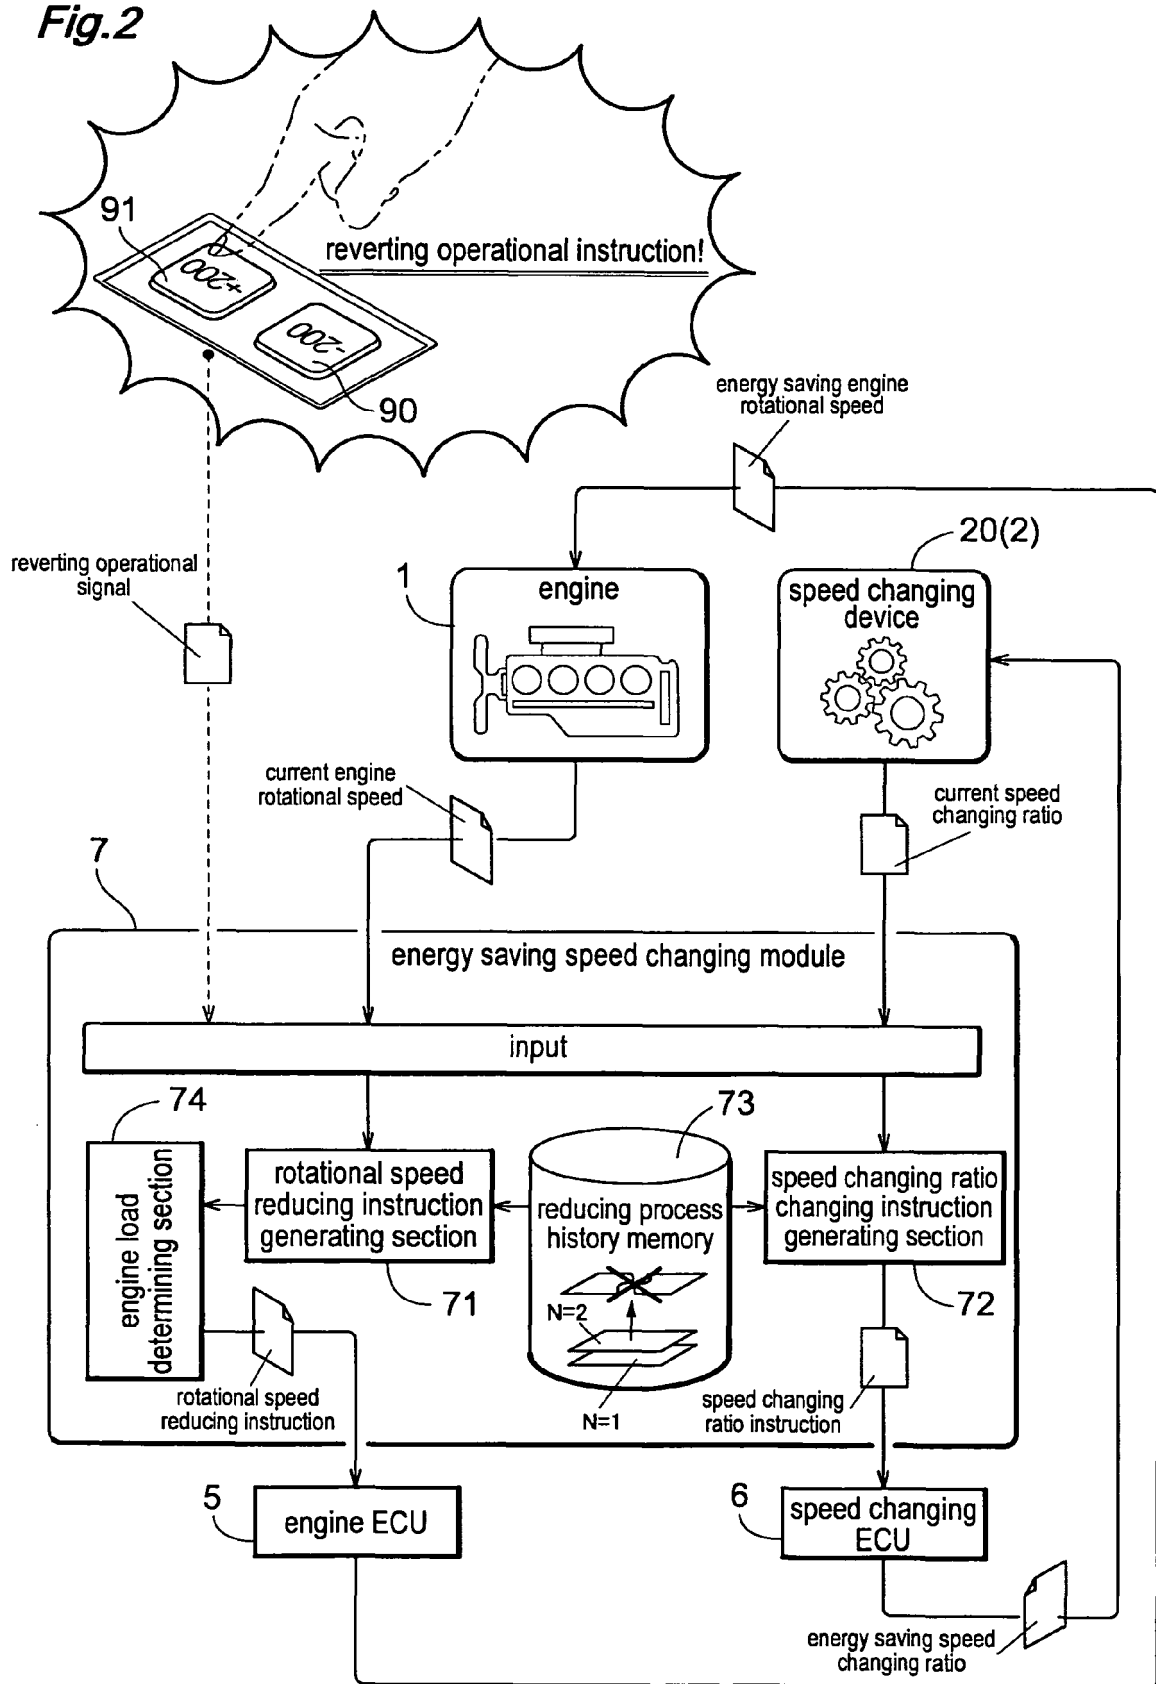 Fig.2
91
+200
reverting operational instruction!
-200
90
energy saving engine
rotational speed
20(2)
reverting operational
signal
1
engine
speed changing
device
current engine
rotational speed
current speed
changing ratio
7
energy saving speed changing module
input
74
73
engine load
determining section
rotational speed
reducing instruction
generating section
reducing process
history memory
speed changing ratio
changing instruction
generating section
71
72
N=2
N=1
rotational speed
reducing instruction
speed changing
ratio instruction
5
engine ECU
6
speed changing
ECU
energy saving speed
changing ratio